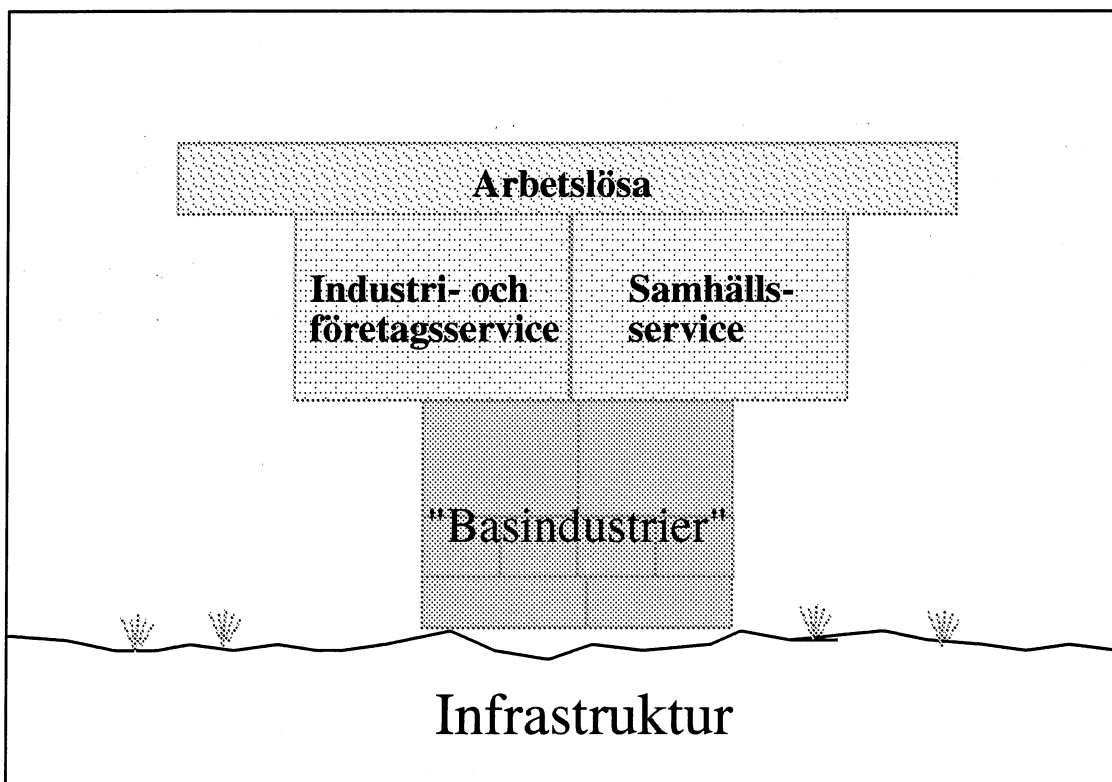 Arbetslösa
Industri- och
företagsservice
Samhälls-
service
"Basindustrier"
Infrastruktur